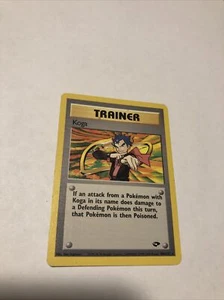 TRAINER
Koga
If an attack from a Pokémon with
Koga in its name does damage to
a Defending Pokémon this turn,
that Pokémon is then Poisoned.